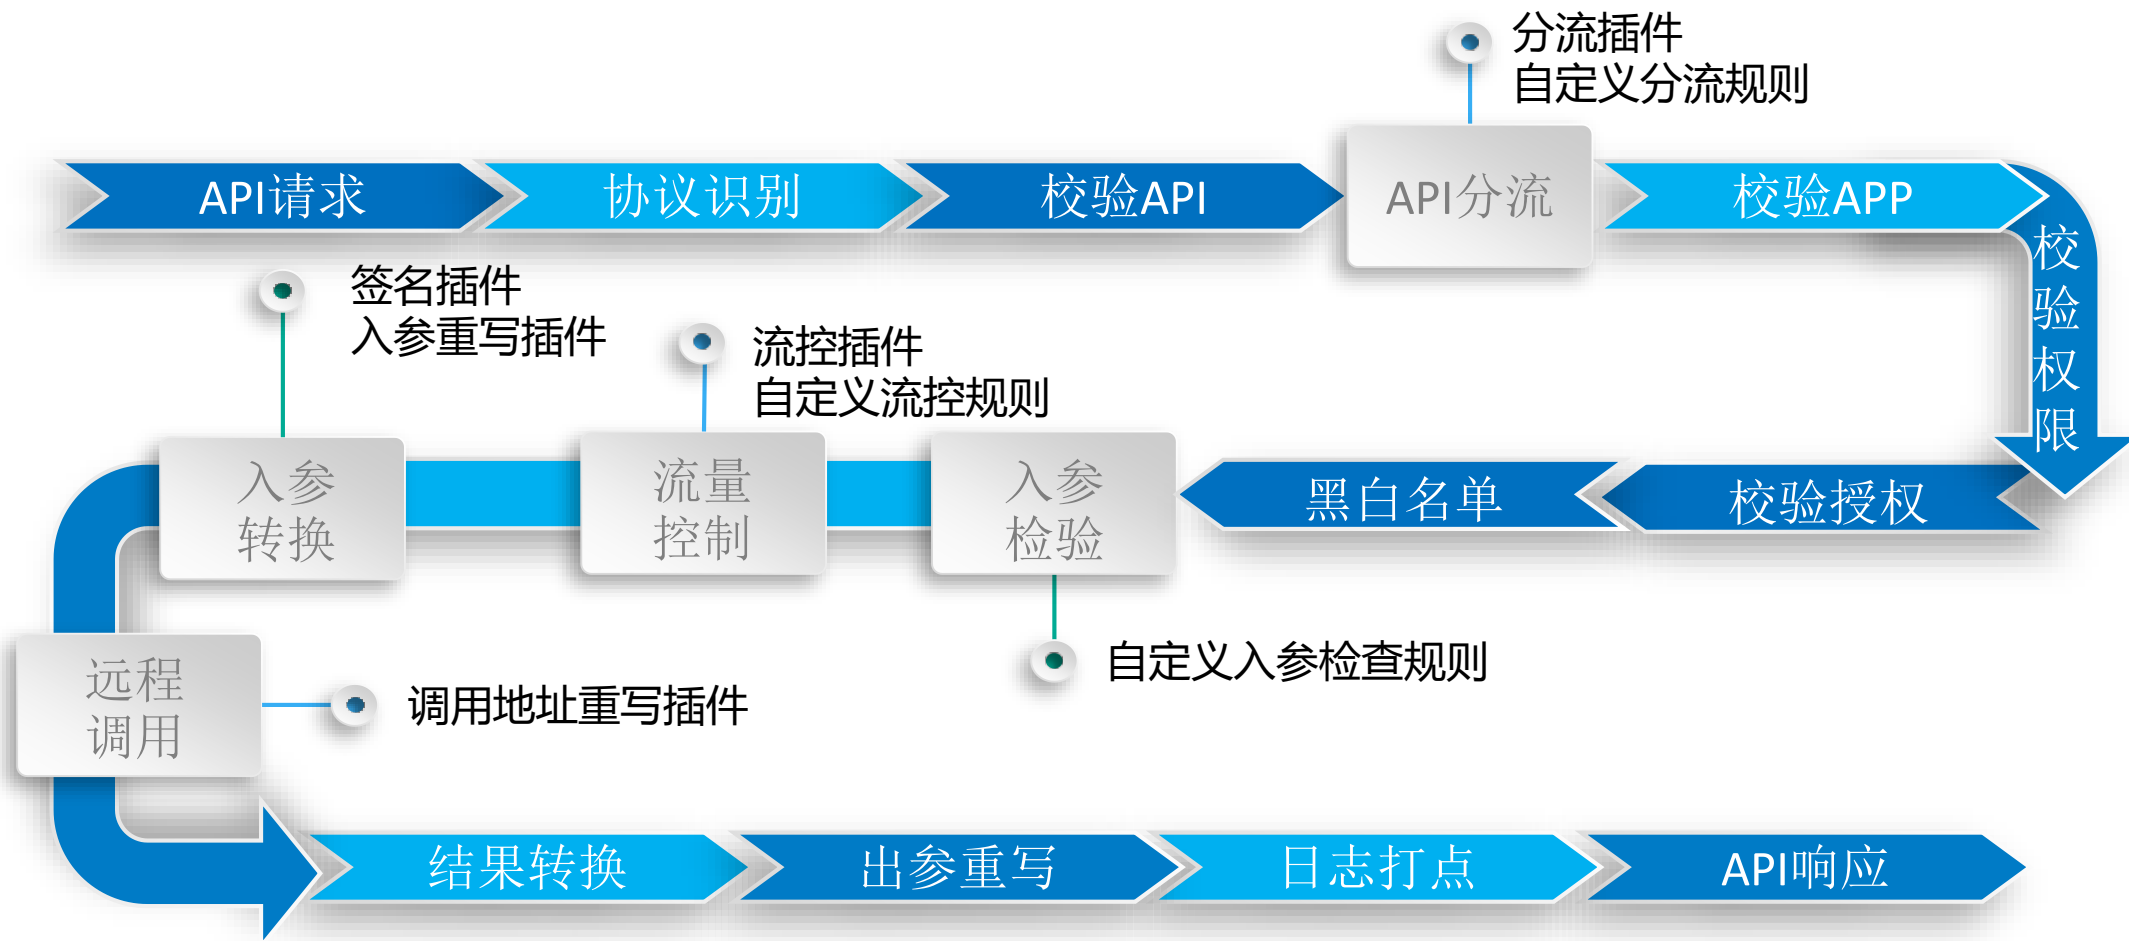 分流插件
自定义分流规则
API请求
协议识别
校验API
API分流
校验APP
校
验
权
限
签名插件
入参重写插件
流控插件
自定义流控规则
入参
转换
流量
控制
入参
检验
黑白名单
校验授权
自定义入参检查规则
远程
调用
调用地址重写插件
结果转换
出参重写
日志打点
API响应